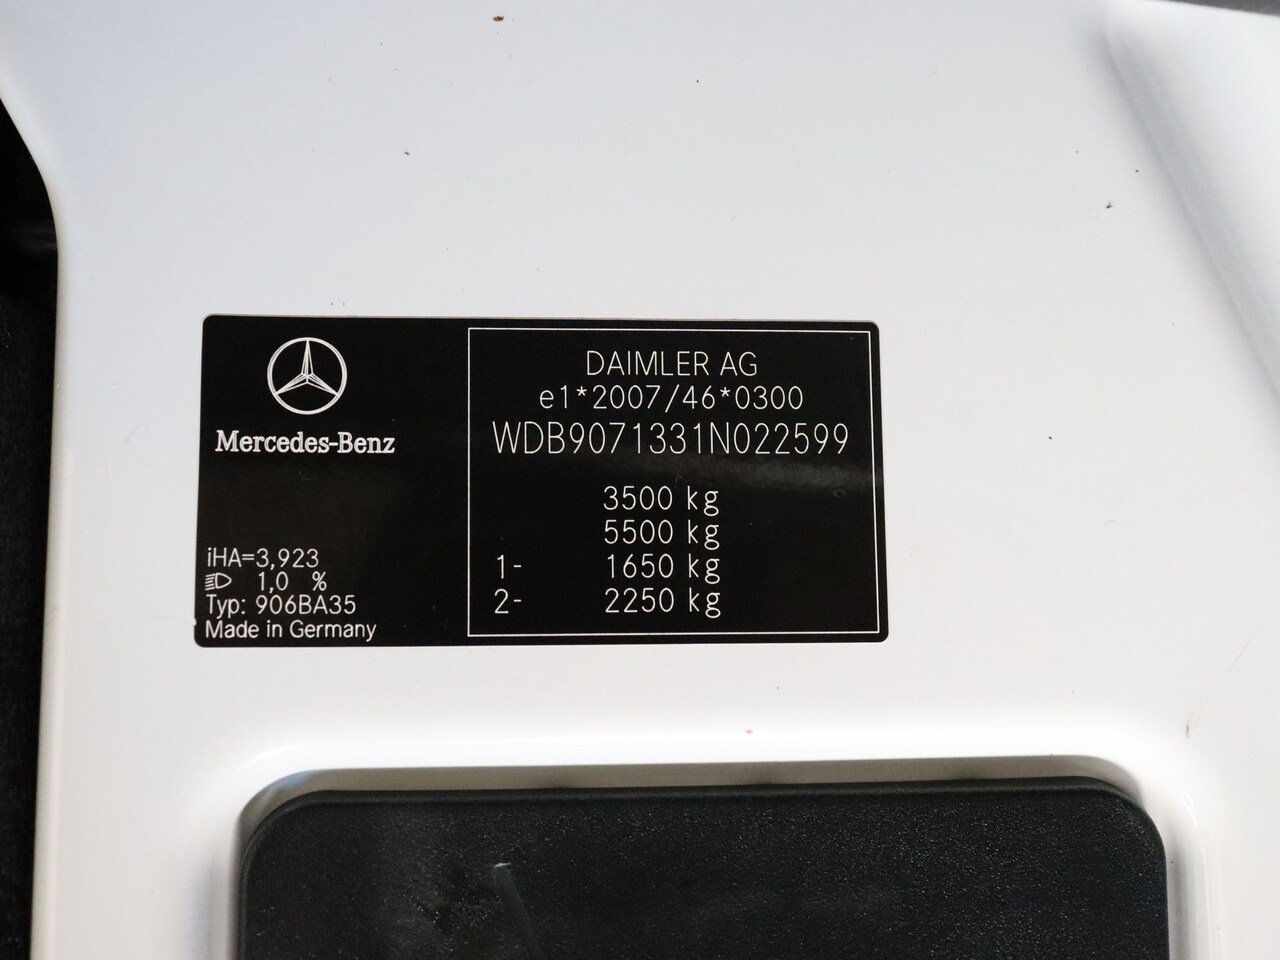 Mercedes-Benz
iHA=3,923
1,0 %
Typ: 906BA35
Made in Germany
DAIMLER AG
e1*2007/46*0300
WDB9071331N022599
3500 kg
5500 kg
1- 1650 kg
2- 2250 kg